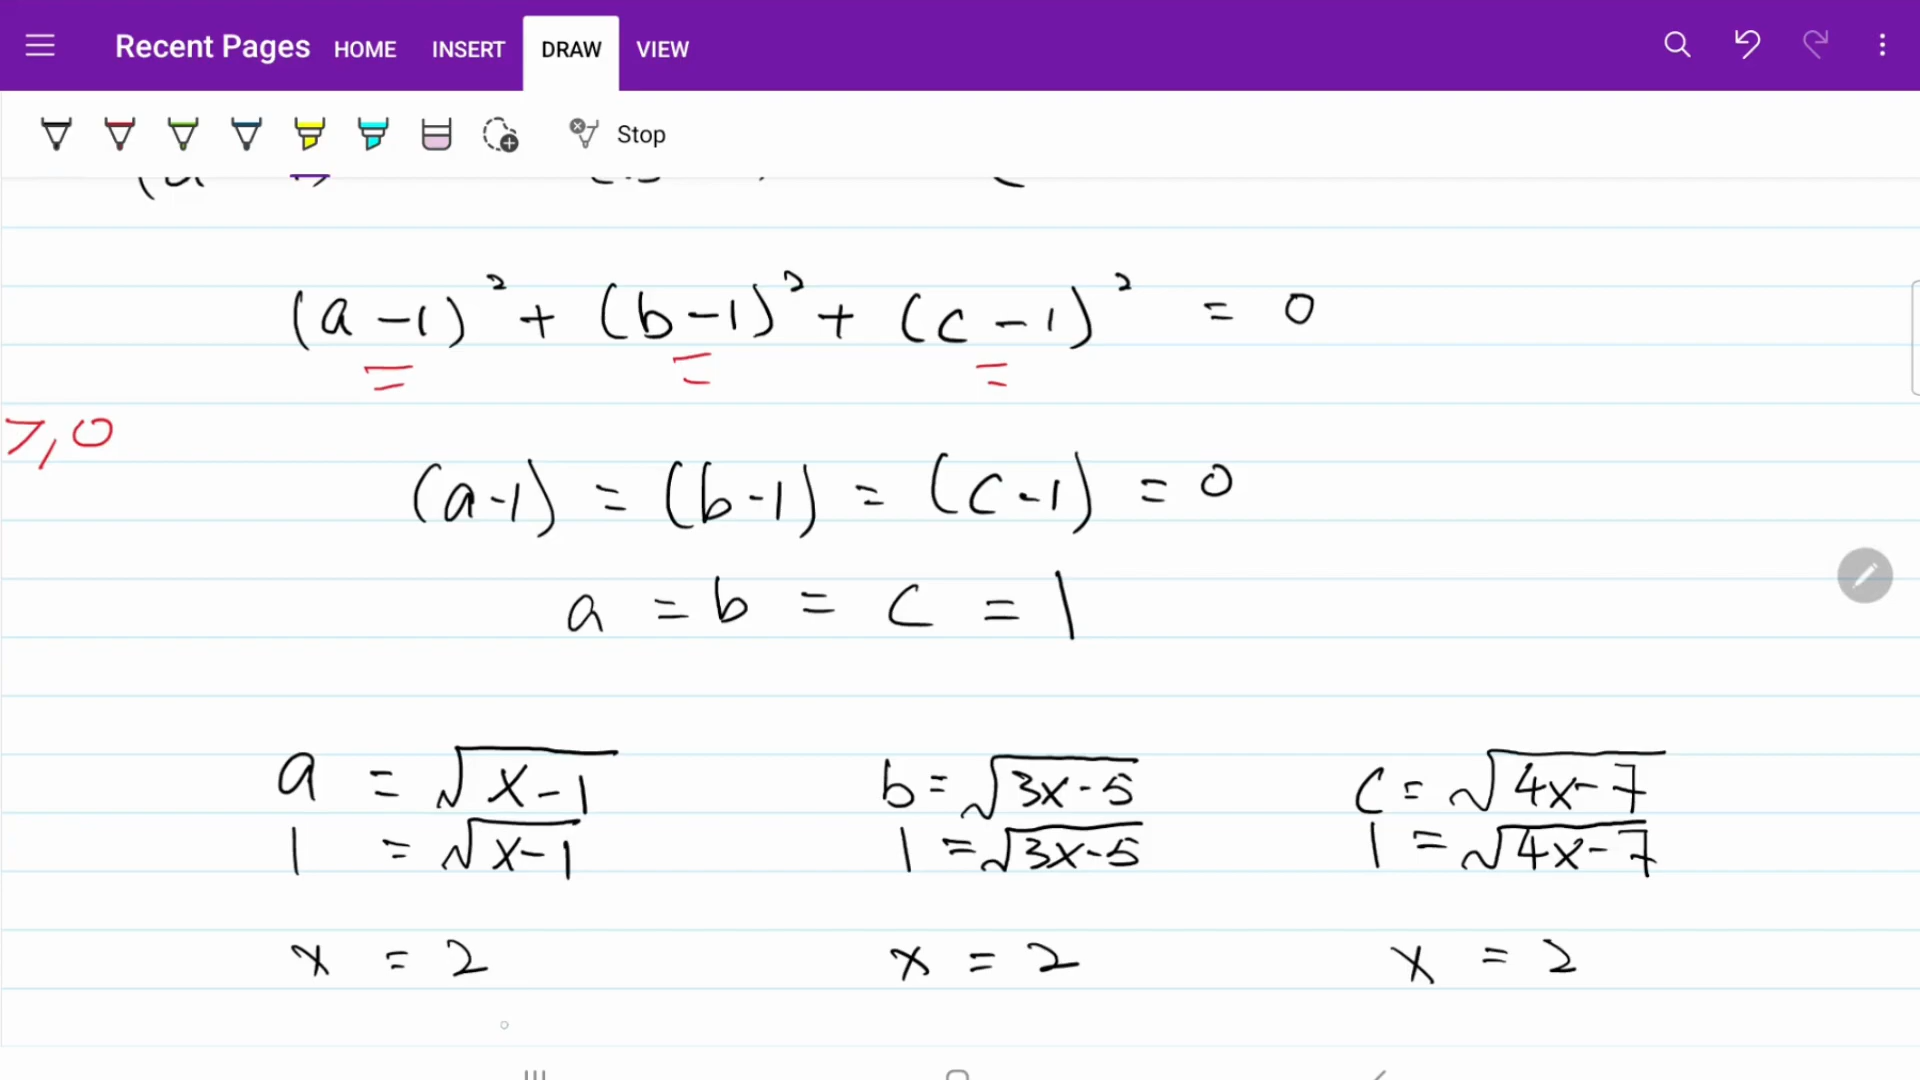 Recent Pages HOME INSERT DRAW VIEW
Stop
(a-1)² + (b-1)² + (c-1)² = 0
>,0
(a-1) = (b-1) = (c-1) = 0
a = b = c = 1
a = √x-1 b = √3x-5 c = √4x-7
1 = √x-1 1 = √3x-5 1 = √4x-7
x = 2 x = 2 x = 2